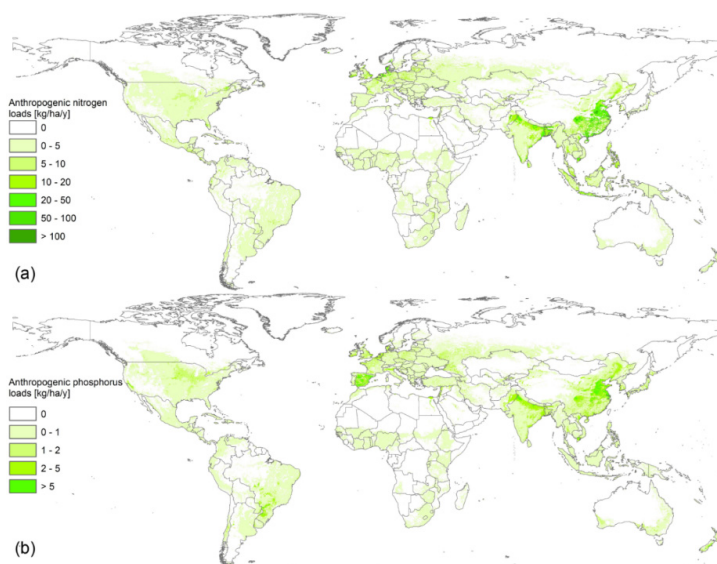 Anthropogenic nitrogen
loads [kg/ha/y]
0
0 - 5
5 - 10
10 - 20
20 - 50
50 - 100
> 100
(a)
Anthropogenic phosphorus
loads [kg/ha/y]
0
0 - 1
1 - 2
2 - 5
> 5
(b)